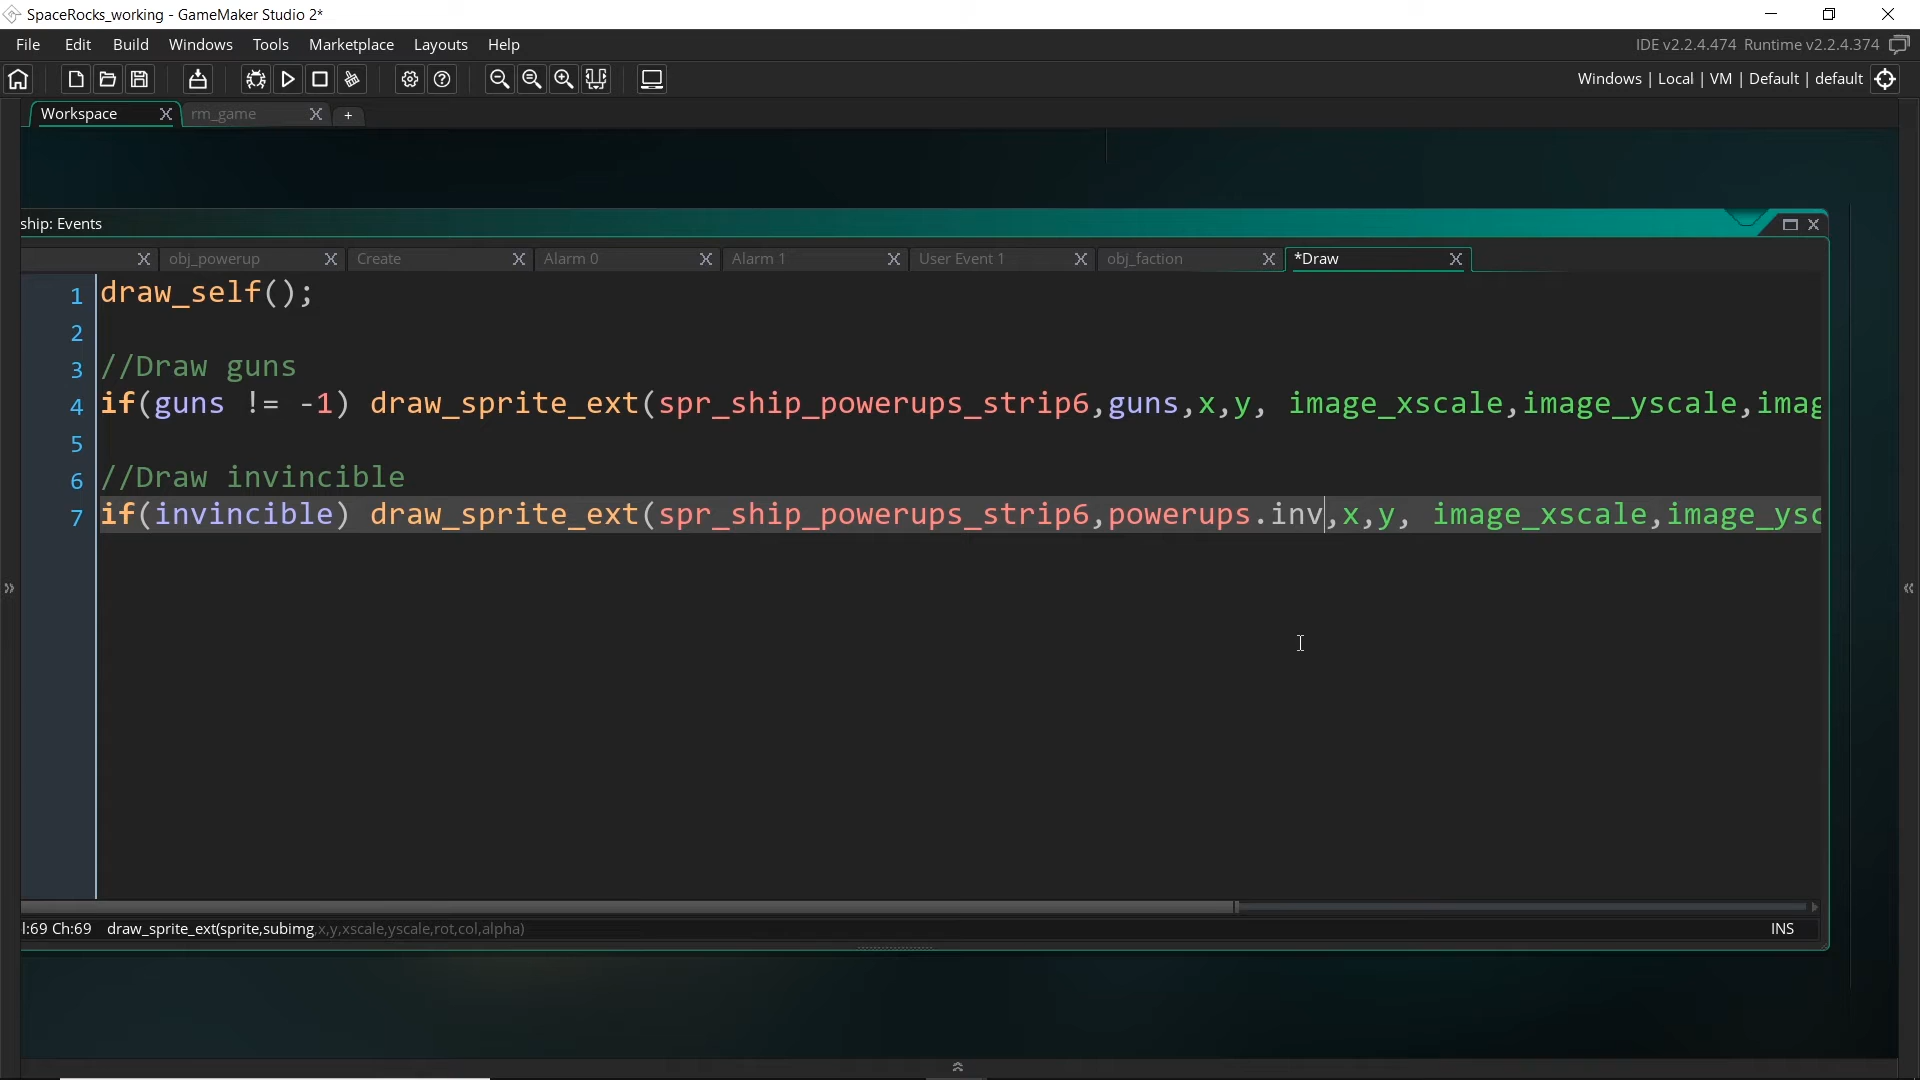 SpaceRocks_working - GameMaker Studio 2*
File Edit Build Windows Tools Marketplace Layouts Help
IDE v2.2.4.474 Runtime v2.2.4.374
Windows | Local | VM | Default | default
Workspace X rm_game X +
ship: Events
X obj_powerup X Create X Alarm 0 X Alarm 1 X User Event 1 X obj_faction X *Draw X
1 draw_self();
2
3 //Draw guns
4 if(guns != -1) draw_sprite_ext(spr_ship_powerups_strip6,guns,x,y, image_xscale,image_yscale,imag
5
6 //Draw invincible
7 if(invincible) draw_sprite_ext(spr_ship_powerups_strip6,powerups.inv,x,y, image_xscale,image_ysc
l:69 Ch:69 draw_sprite_ext(sprite,subimg,x,y,xscale,yscale,rot,col,alpha) INS